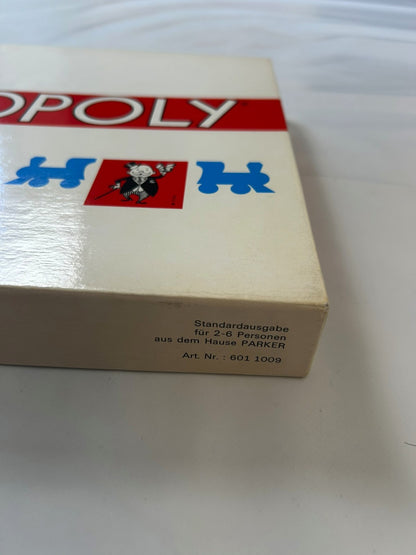 OPOLY
Standardausgabe
für 2-6 Personen
aus dem Hause PARKER
Art. Nr. : 601 1009